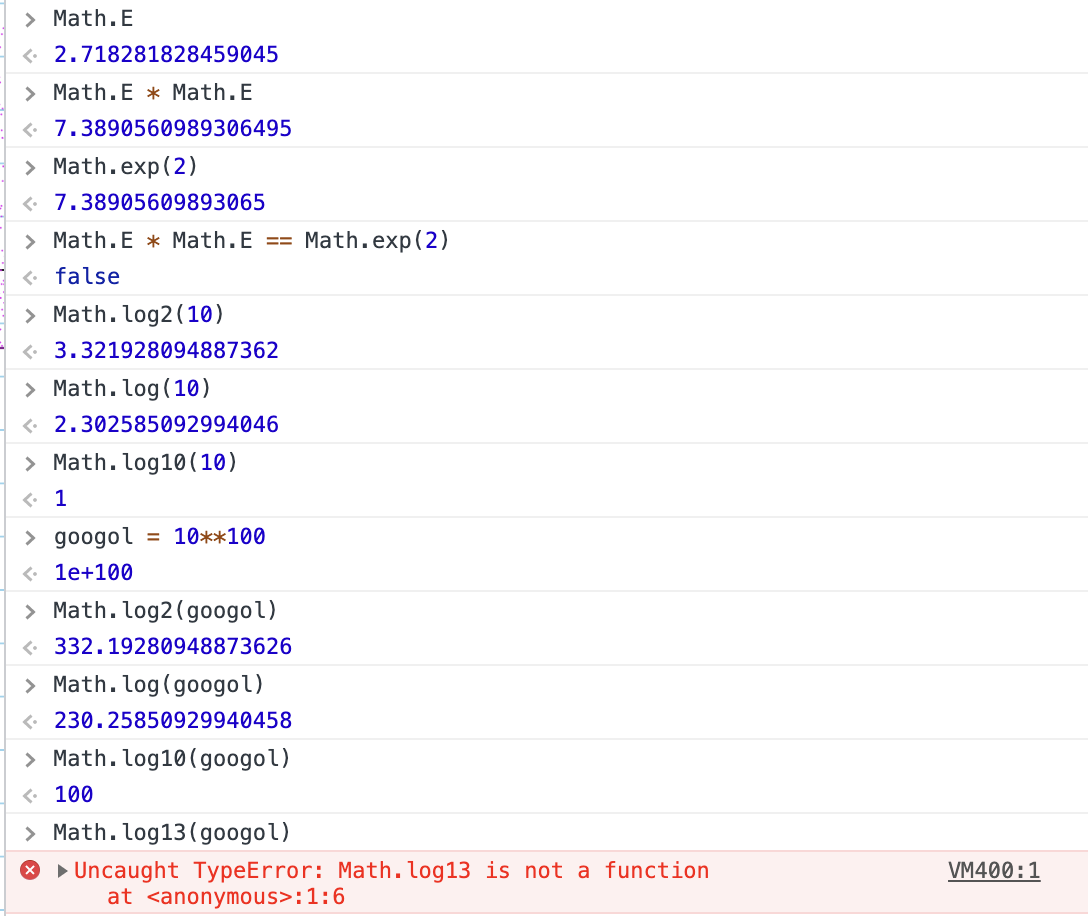 > Math.E
<· 2.718281828459045
> Math.E * Math.E
<· 7.3890560989306495
> Math.exp(2)
<· 7.38905609893065
> Math.E * Math.E == Math.exp(2)
<· false
> Math.log2(10)
<· 3.321928094887362
> Math.log(10)
<· 2.302585092994046
> Math.log10(10)
<· 1
> googol = 10**100
<· 1e+100
> Math.log2(googol)
<· 332.19280948873626
> Math.log(googol)
<· 230.25850929940458
> Math.log10(googol)
<· 100
> Math.log13(googol)
Uncaught TypeError: Math.log13 is not a function VM400:1
at <anonymous>:1:6